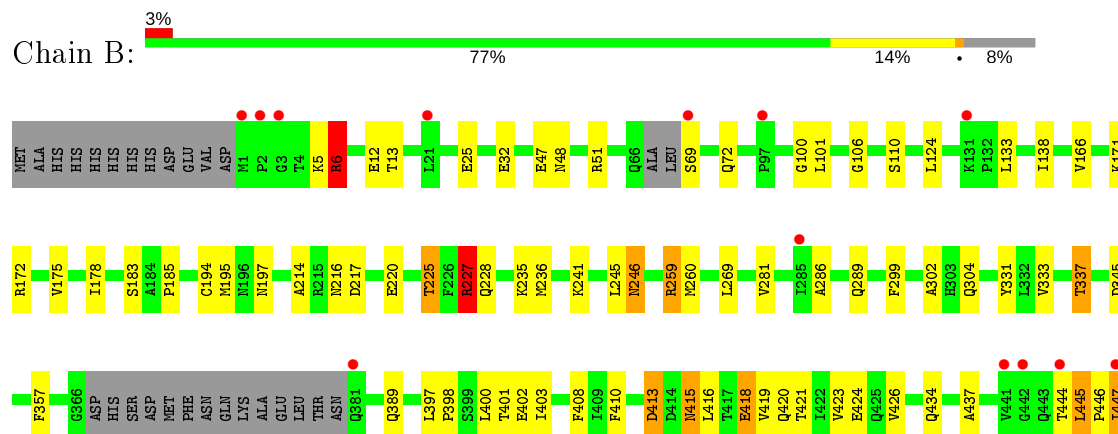 3%
Chain B:
77% 14% • 8%
MET ALA HIS HIS HIS HIS HIS HIS ASP GLU VAL ASP M1 P2 G3 T4 K5 R6 E12 T13 L21 E25 E32 E47 N48 R51 Q66 ALA LEU S69 Q72 P97 G100 L101 G106 S110 L124 K131 P132 L133 I138 V166 K171
R172 V175 I178 S183 A184 P185 C194 M195 N196 N197 A214 R215 N216 D217 E220 T225 F226 R227 Q228 K235 M236 K241 L245 N246 R259 M260 L269 V281 I285 A286 Q289 F299 A302 H303 Q304 Y331 L332 V333 T337 D345
F357 G366 ASP HIS SER ASP MET PHE ASN GLN LYS ALA GLU LEU THR ASN Q381 Q389 L397 P398 S399 L400 T401 E402 I403 F408 I409 F410 D413 D414 N415 L416 T417 E418 V419 Q420 T421 I422 V423 E424 Q425 V426 Q434 A437 V441 G442 Q443 T444 L445 P446